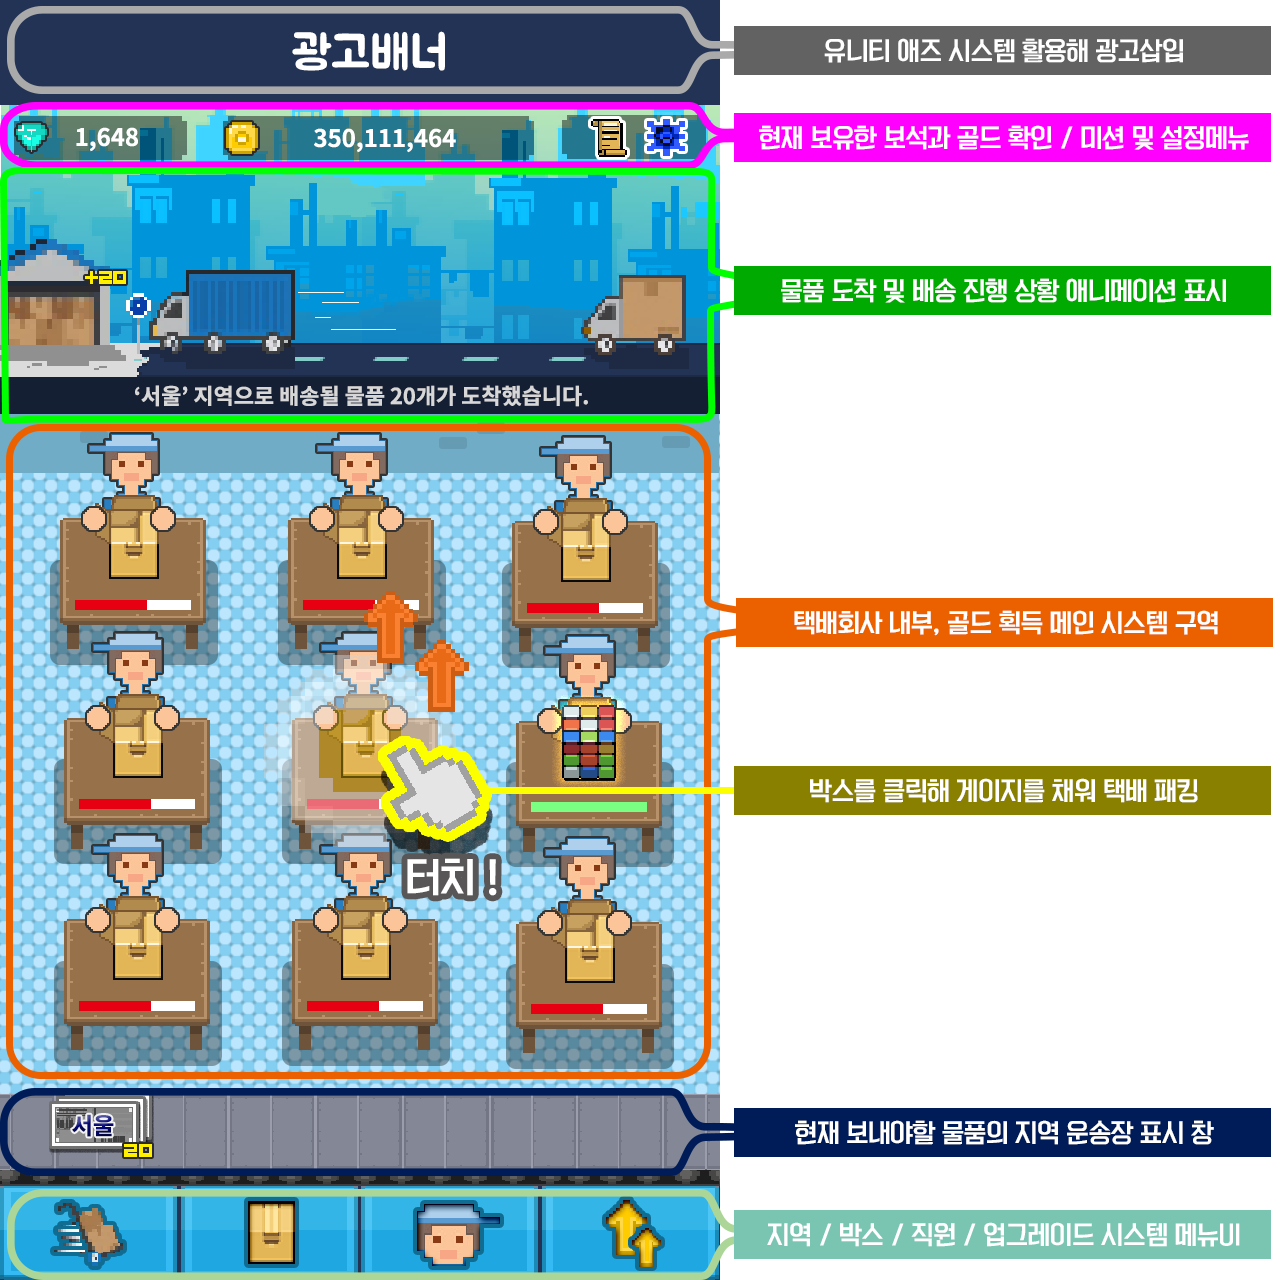 광고배너
유니티 애즈 시스템 활용해 광고삽입
1,648
350,111,464
현재 보유한 보석과 골드 확인 / 미션 및 설정메뉴
+20
물품 도착 및 배송 진행 상황 애니메이션 표시
‘서울’ 지역으로 배송될 물품 20개가 도착했습니다.
택배회사 내부, 골드 획득 메인 시스템 구역
박스를 클릭해 게이지를 채워 택배 패킹
터치!
서울
20
현재 보내야할 물품의 지역 운송장 표시 창
지역 / 박스 / 직원 / 업그레이드 시스템 메뉴비